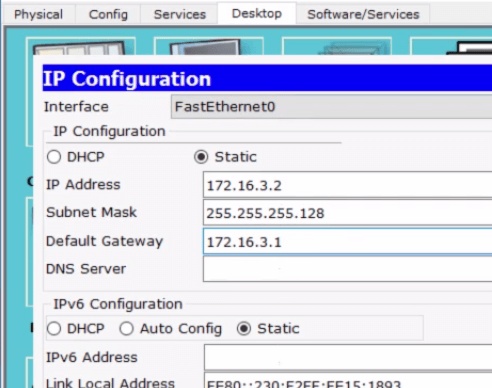 Physical Config Services Desktop Software/Services
IP Configuration
Interface FastEthernet0
IP Configuration
DHCP Static
IP Address 172.16.3.2
Subnet Mask 255.255.255.128
Default Gateway 172.16.3.1
DNS Server
IPv6 Configuration
DHCP Auto Config Static
IPv6 Address
Link Local Address FE80::230:F2FF:FE15:1893